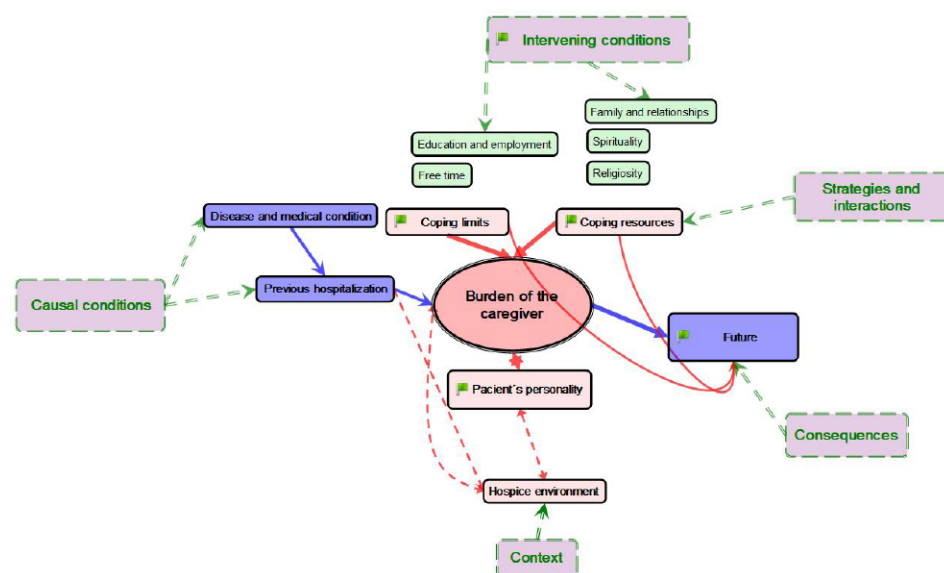 Intervening conditions
Family and relationships
Education and employment
Spirituality
Free time
Religiosity
Strategies and
interactions
Disease and medical condition
Coping limits
Coping resources
Causal conditions
Previous hospitalization
Burden of the
caregiver
Future
Pacient´s personality
Consequences
Hospice environment
Context